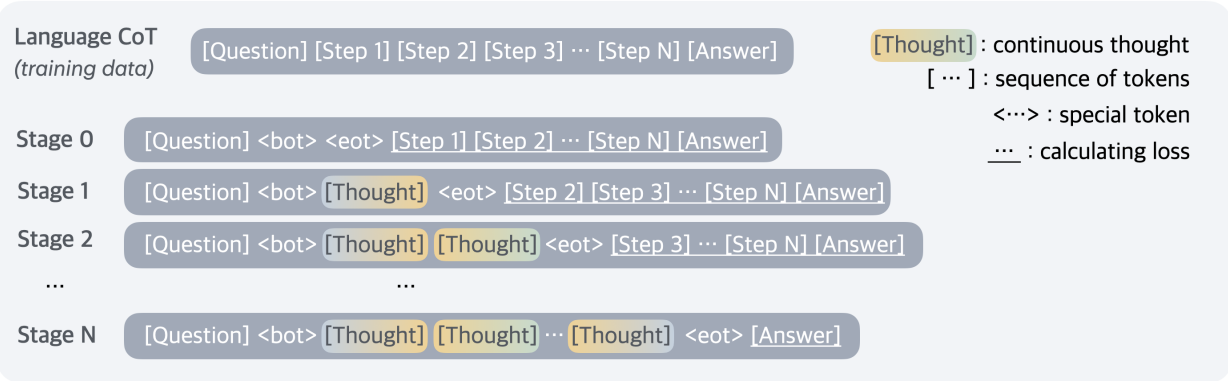 Language CoT
(training data)
[Question] [Step 1] [Step 2] [Step 3] ⋯ [Step N] [Answer]
[Thought] : continuous thought
[ ⋯ ] : sequence of tokens
<⋯> : special token
⋯ : calculating loss
Stage 0
[Question] <bot> <eot> [Step 1] [Step 2] ⋯ [Step N] [Answer]
Stage 1
[Question] <bot> [Thought] <eot> [Step 2] [Step 3] ⋯ [Step N] [Answer]
Stage 2
[Question] <bot> [Thought] [Thought] <eot> [Step 3] ⋯ [Step N] [Answer]
⋯ ⋯
Stage N
[Question] <bot> [Thought] [Thought] ⋯ [Thought] <eot> [Answer]